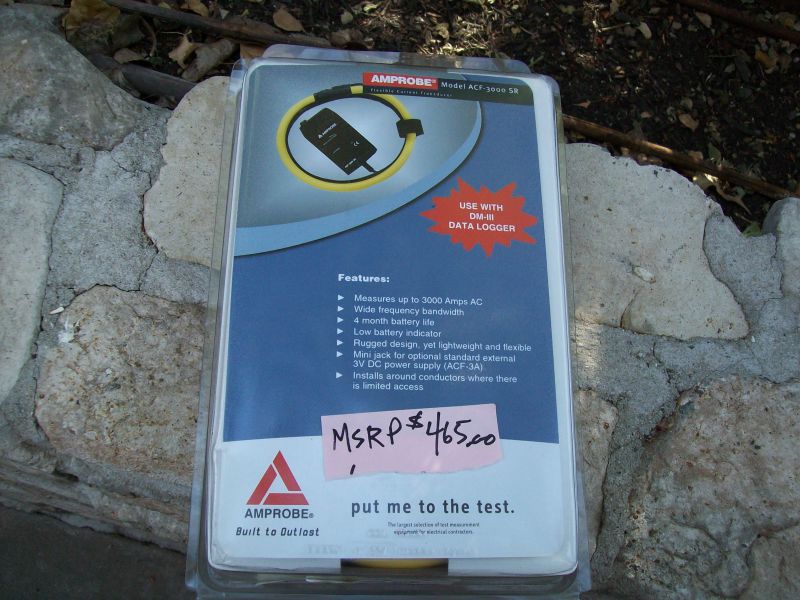 AMPROBE® Model ACF-3000 SR
Flexible Current Transducer
AMPROBE
USE WITH
DM-III
DATA LOGGER
Features:
Measures up to 3000 Amps AC
Wide frequency bandwidth
4 month battery life
Low battery indicator
Rugged design, yet lightweight and flexible
Mini jack for optional standard external
3V DC power supply (ACF-3A)
Installs around conductors where there
is limited access
MSRP $465.00
AMPROBE®
Built to Outlast
put me to the test.
The largest selection of test measurement
equipment for electrical contractors.